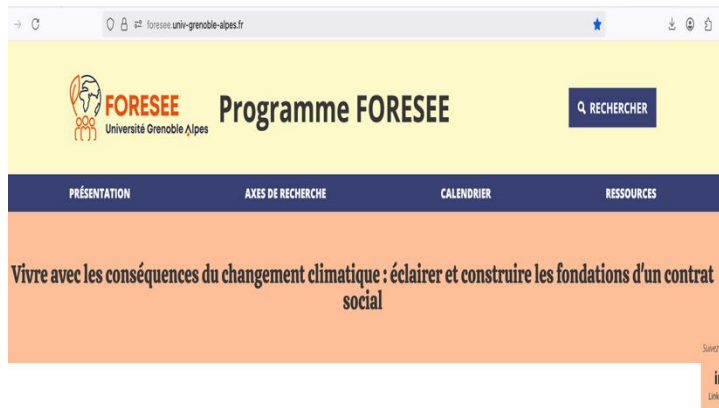 foresee.univ-grenoble-alpes.fr
FORESEE
Université Grenoble Alpes
Programme FORESEE
RECHERCHER
PRÉSENTATION AXES DE RECHERCHE CALENDRIER RESSOURCES
Vivre avec les conséquences du changement climatique : éclairer et construire les fondations d'un contrat
social